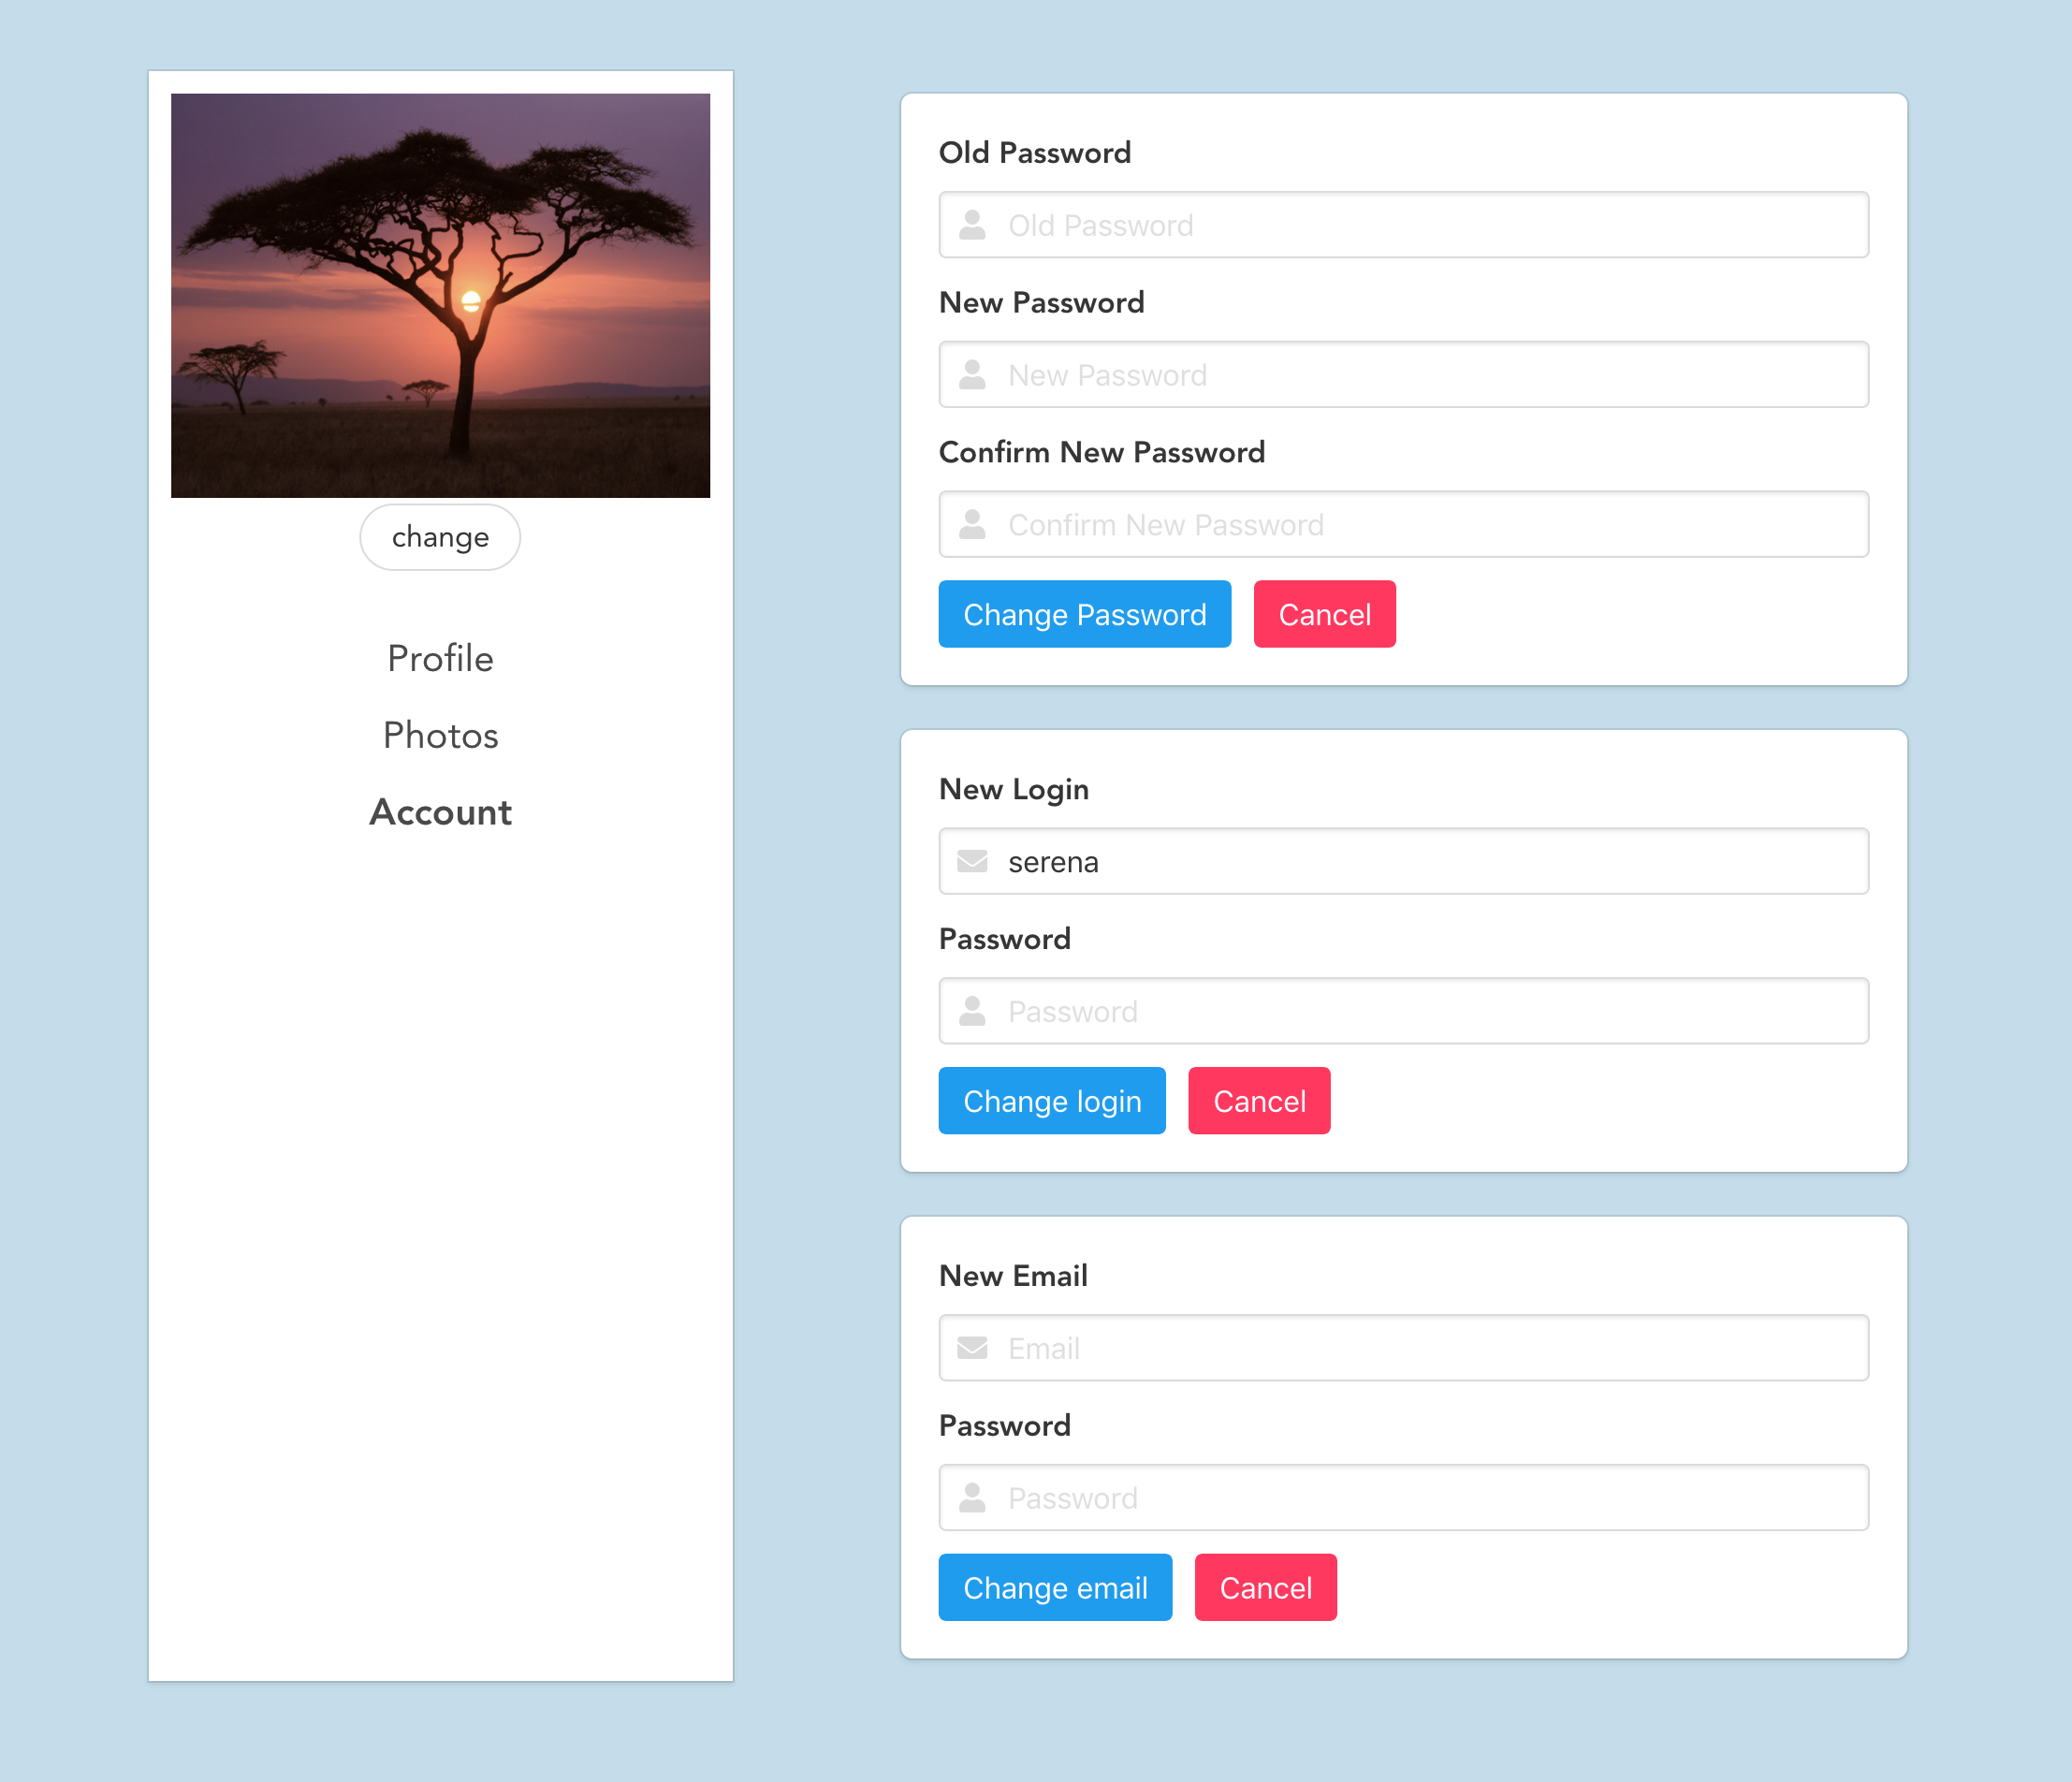 change
Profile
Photos
Account
Old Password
Old Password
New Password
New Password
Confirm New Password
Confirm New Password
Change Password Cancel
New Login
serena
Password
Password
Change login Cancel
New Email
Email
Password
Password
Change email Cancel